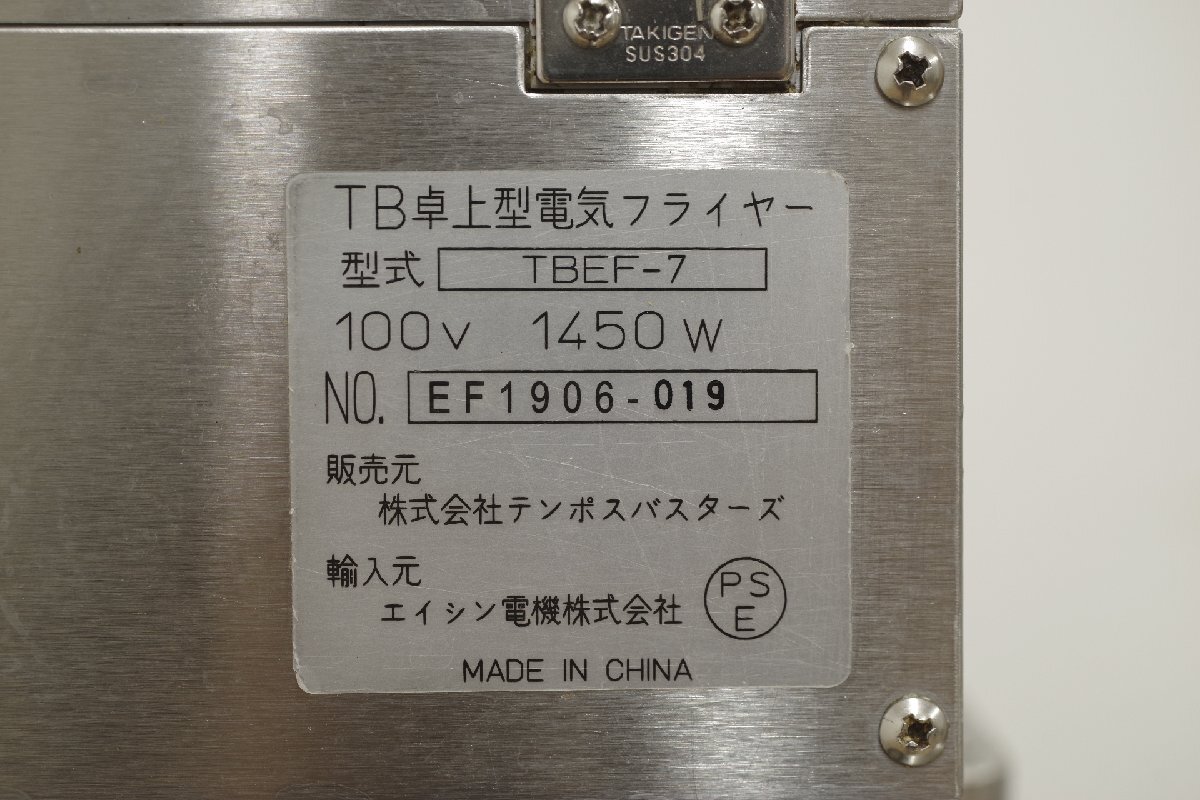 TAKIGEN
SUS304
TB卓上型電気フライヤー
型式 TBEF-7
100V 1450W
NO. EF1906-019
販売元
株式会社テンポスバスターズ
輸入元
エイシン電機株式会社
PS
E
MADE IN CHINA